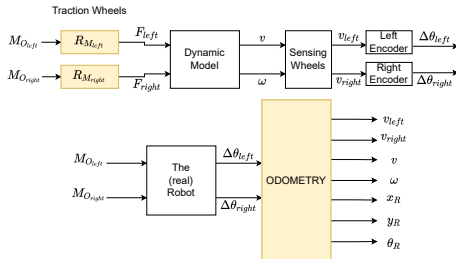 Traction Wheels
M_{O_{left}} R_{M_{left}} F_{left} Dynamic Model v Sensing Wheels v_{left} Left Encoder Δθ_{left}
M_{O_{right}} R_{M_{right}} F_{right} ω v_{right} Right Encoder Δθ_{right}
M_{O_{left}} The (real) Robot Δθ_{left} ODOMETRY v_{left}
v_{right}
v
M_{O_{right}} Δθ_{right} ω
x_R
y_R
θ_R